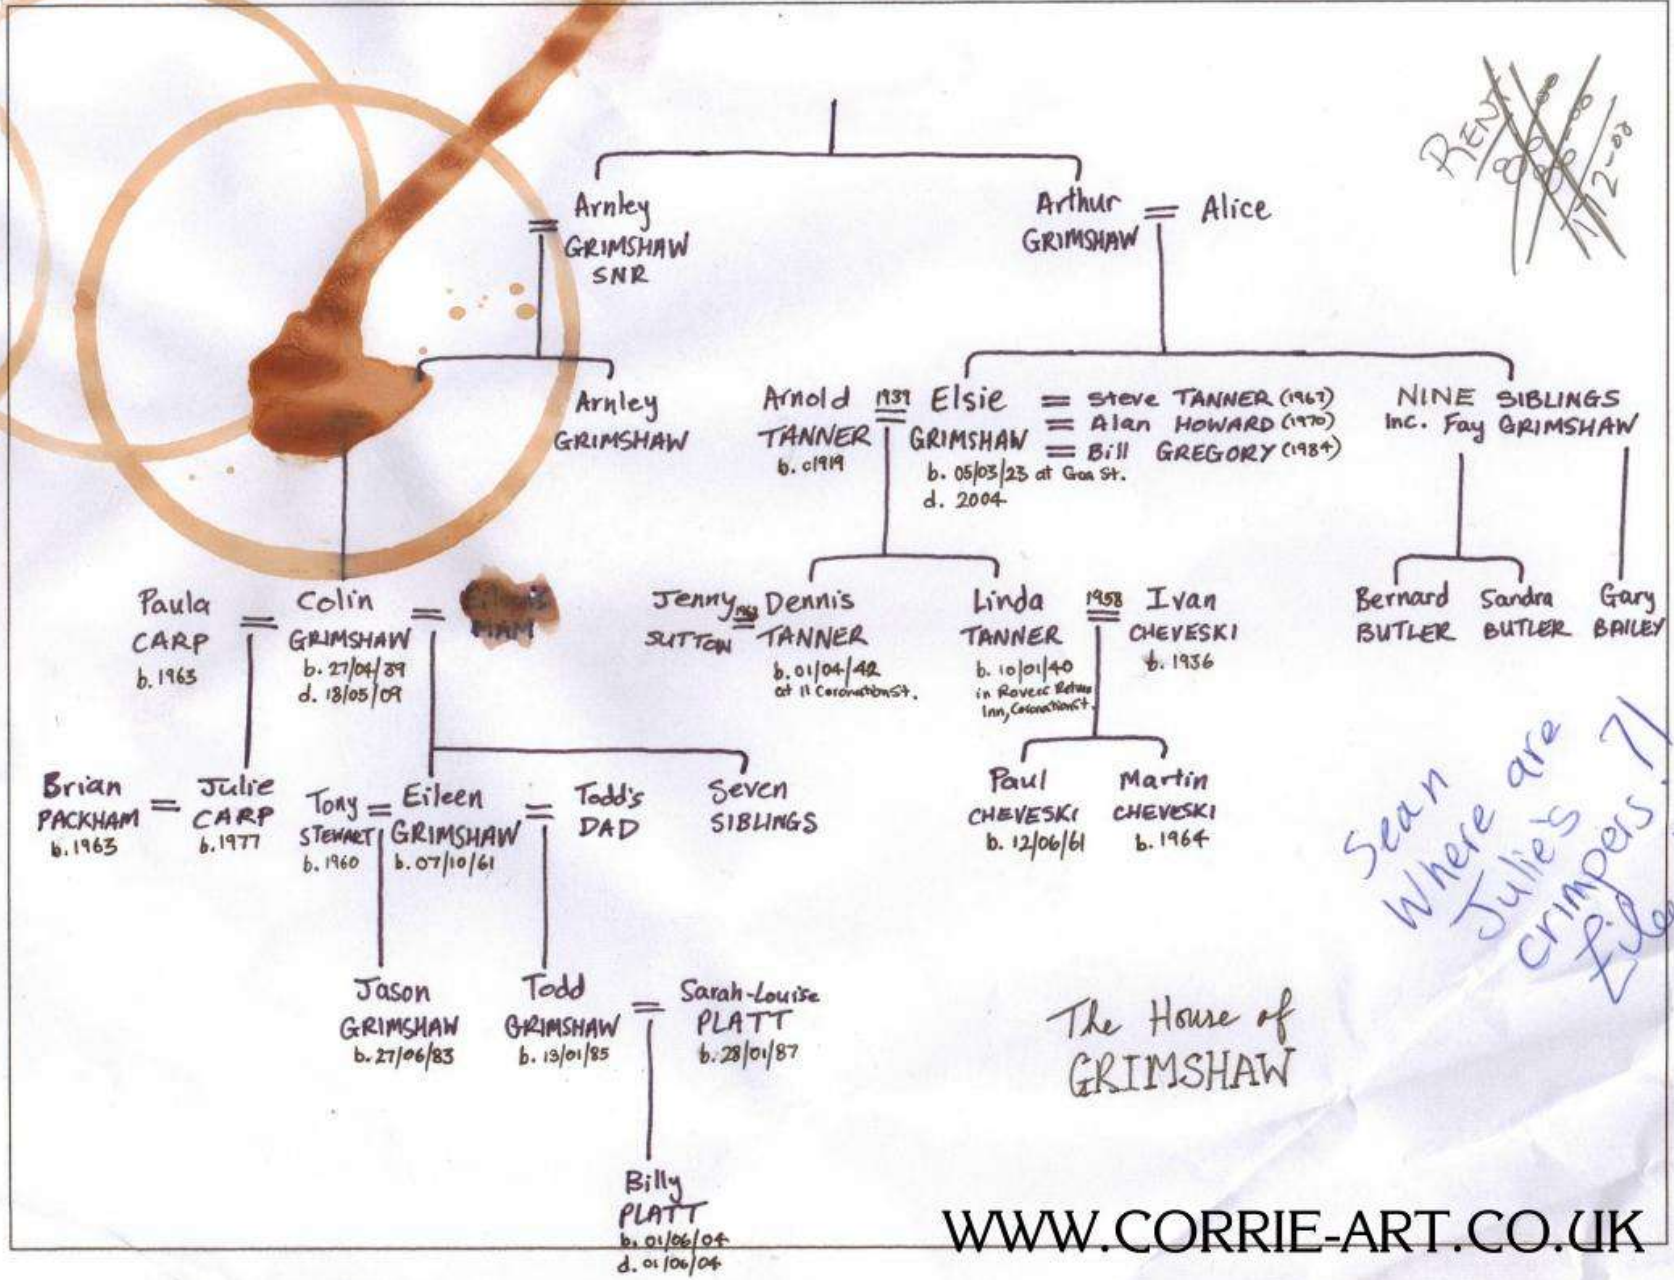 RENT
Arnley
GRIMSHAW
SNR
Arthur
GRIMSHAW
=
Alice
Arnley
GRIMSHAW
Arnold
TANNER
b. c1919
1939
=
Elsie
GRIMSHAW
b. 05/03/23 at Gas St.
d. 2004
= Steve TANNER (1967)
= Alan HOWARD (1970)
= Bill GREGORY (1984)
NINE SIBLINGS
Inc. Fay GRIMSHAW
Paula
CARP
b. 1963
=
Colin
GRIMSHAW
b. 27/04/39
d. 18/05/09
=
Eileen's
MAM
Jenny
SUTTON
=
Dennis
TANNER
b. 01/04/42
at 11 Coronation St.
Linda
TANNER
b. 10/01/40
in Rovers Return
Inn, Coronation St.
1958
=
Ivan
CHEVESKI
b. 1936
Bernard
BUTLER
Sandra
BUTLER
Gary
BAILEY
Brian
PACKHAM
b. 1963
=
Julie
CARP
b. 1977
Tony
STEWART
b. 1960
=
Eileen
GRIMSHAW
b. 07/10/61
=
Todd's
DAD
Seven
SIBLINGS
Paul
CHEVESKI
b. 12/06/61
Martin
CHEVESKI
b. 1964
Sean
Where are
Julie's
crimpers?!
Jason
GRIMSHAW
b. 27/06/83
Todd
GRIMSHAW
b. 13/01/85
=
Sarah-Louise
PLATT
b. 28/01/87
The House of
GRIMSHAW
Billy
PLATT
b. 01/06/04
d. 01/06/04
WWW.CORRIE-ART.CO.UK